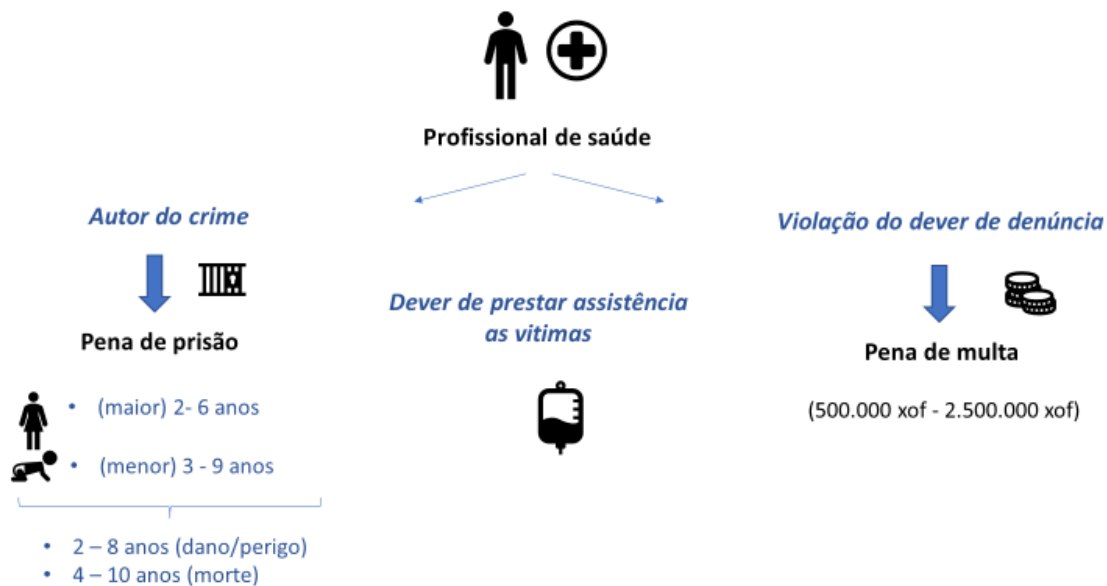 Profissional de saúde
Autor do crime
Pena de prisão
• (maior) 2- 6 anos
• (menor) 3 - 9 anos
• 2 – 8 anos (dano/perigo)
• 4 – 10 anos (morte)
Dever de prestar assistência
as vitimas
Violação do dever de denúncia
Pena de multa
(500.000 xof - 2.500.000 xof)